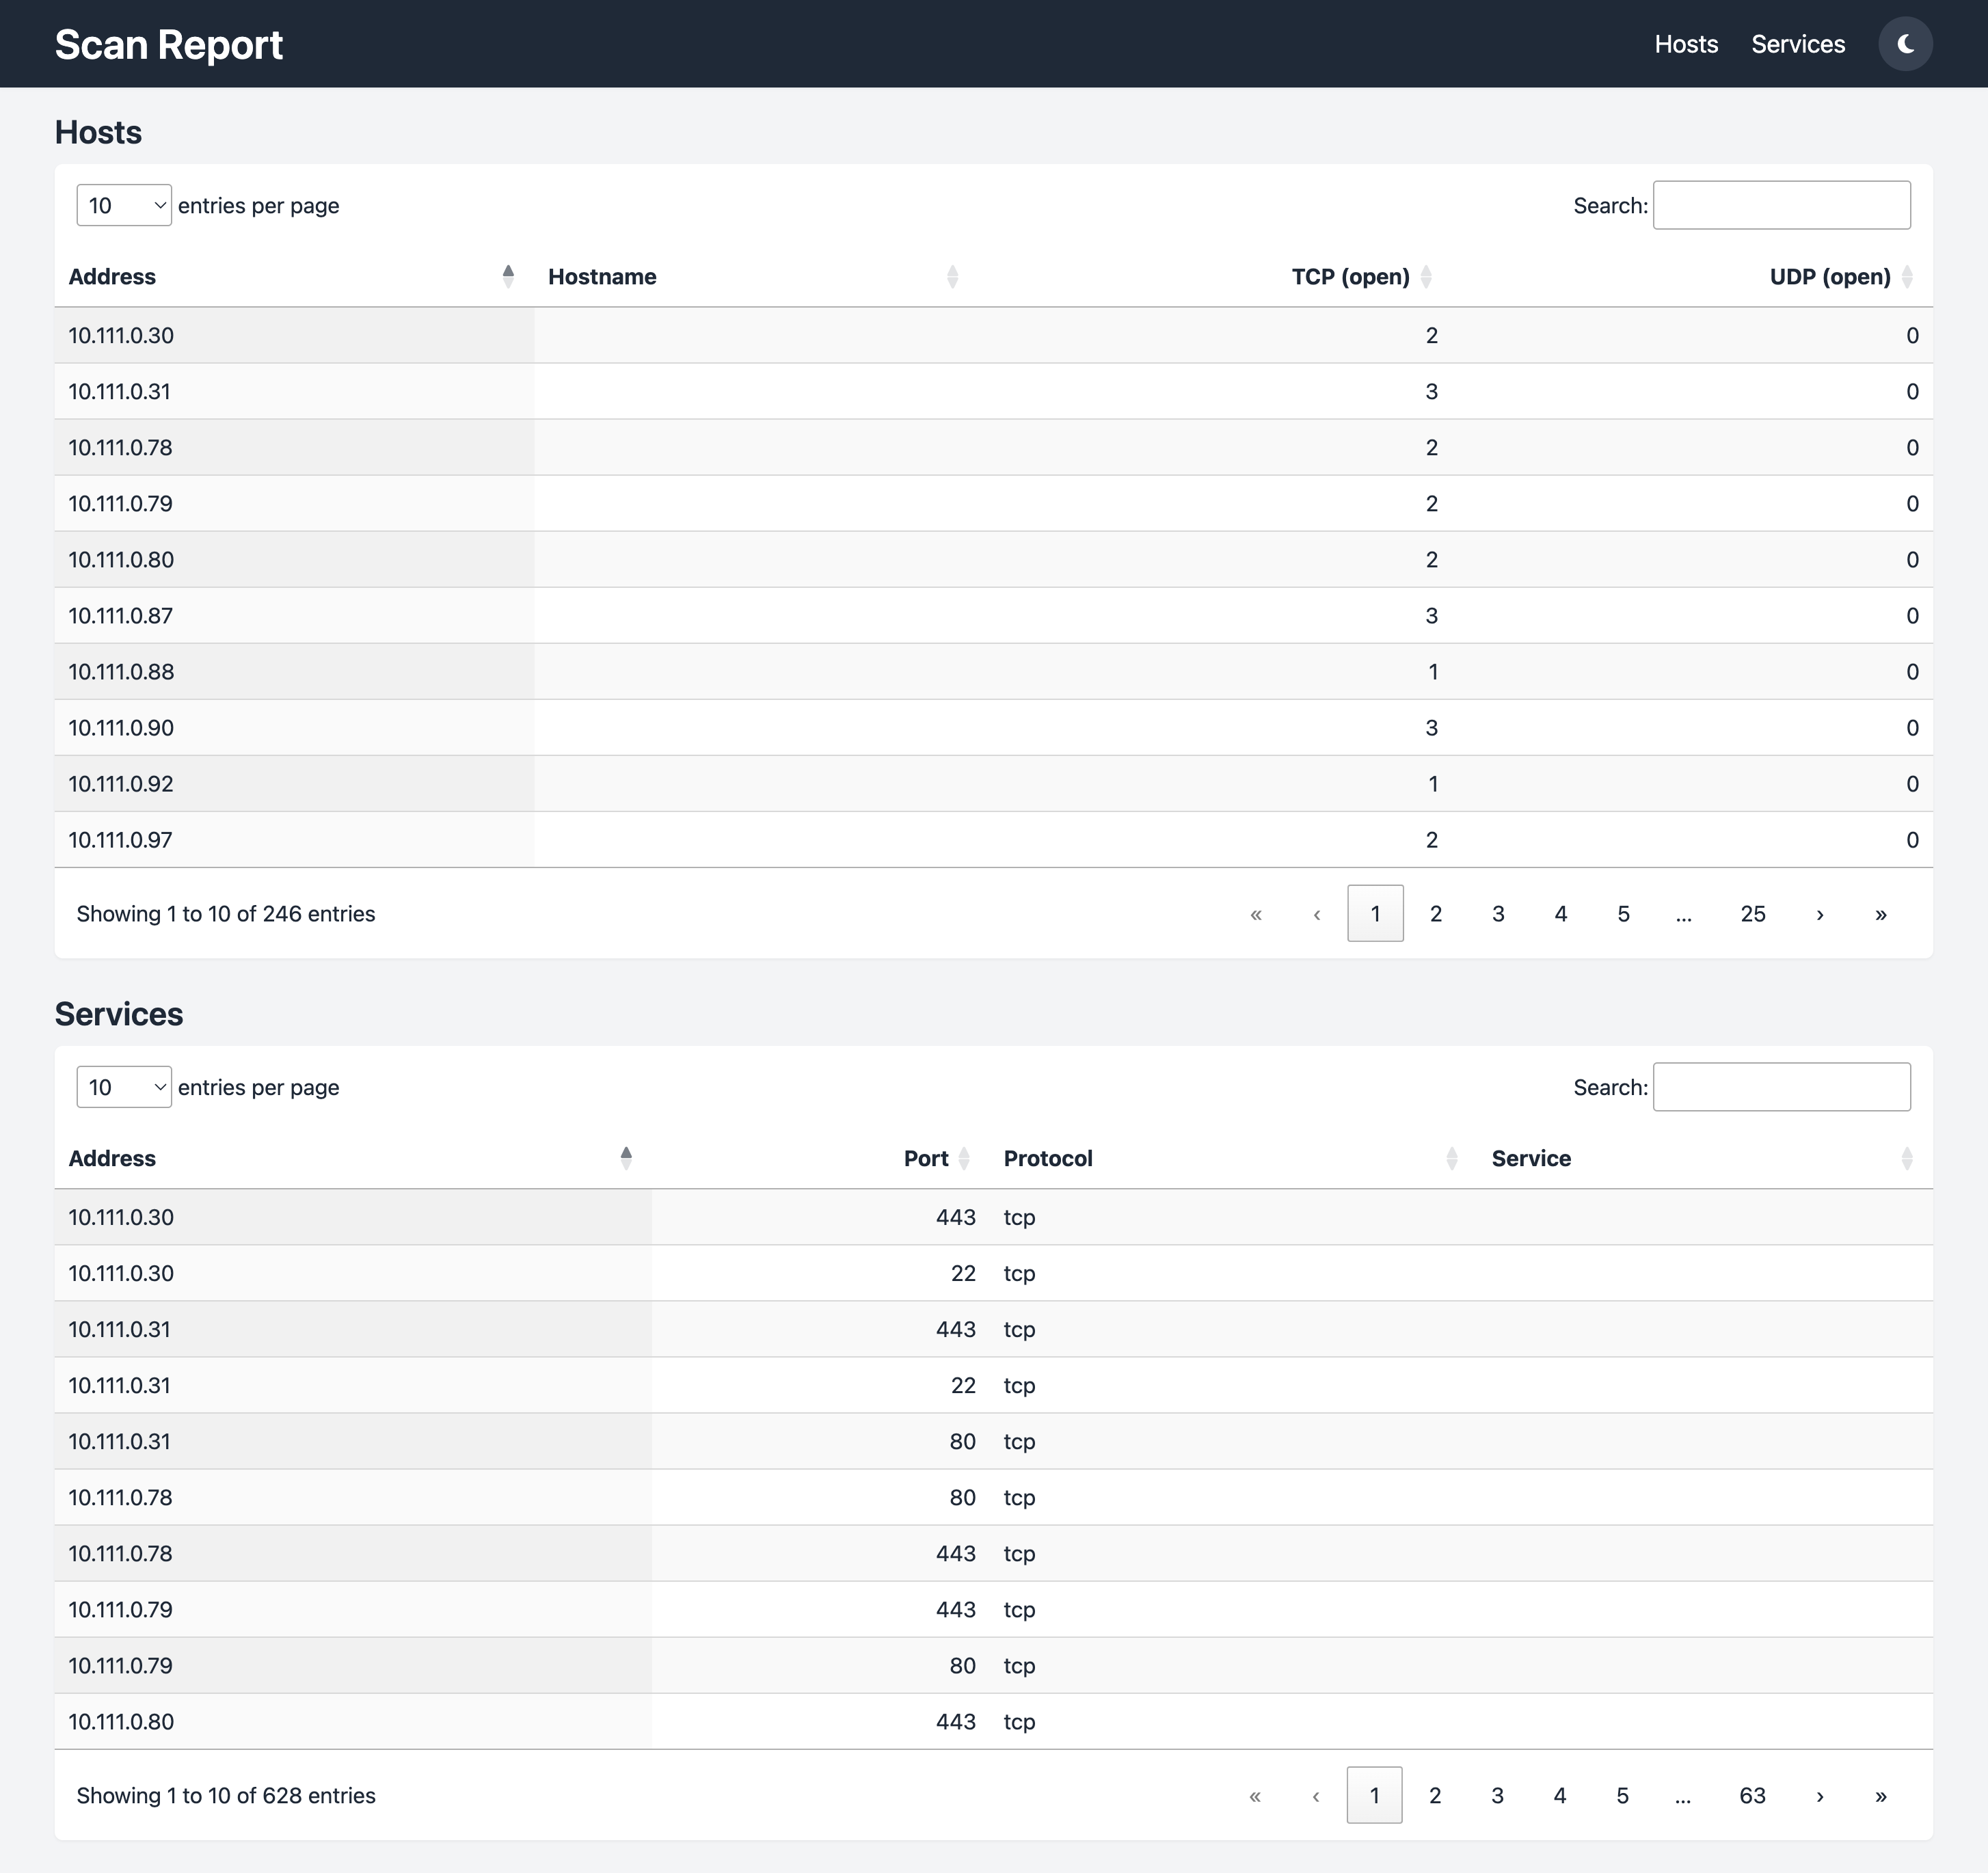 Scan Report Hosts Services
Hosts
10 entries per page Search:
Address Hostname TCP (open) UDP (open)
10.111.0.30 2 0
10.111.0.31 3 0
10.111.0.78 2 0
10.111.0.79 2 0
10.111.0.80 2 0
10.111.0.87 3 0
10.111.0.88 1 0
10.111.0.90 3 0
10.111.0.92 1 0
10.111.0.97 2 0
Showing 1 to 10 of 246 entries « ‹ 1 2 3 4 5 … 25 › »
Services
10 entries per page Search:
Address Port Protocol Service
10.111.0.30 443 tcp
10.111.0.30 22 tcp
10.111.0.31 443 tcp
10.111.0.31 22 tcp
10.111.0.31 80 tcp
10.111.0.78 80 tcp
10.111.0.78 443 tcp
10.111.0.79 443 tcp
10.111.0.79 80 tcp
10.111.0.80 443 tcp
Showing 1 to 10 of 628 entries « ‹ 1 2 3 4 5 … 63 › »